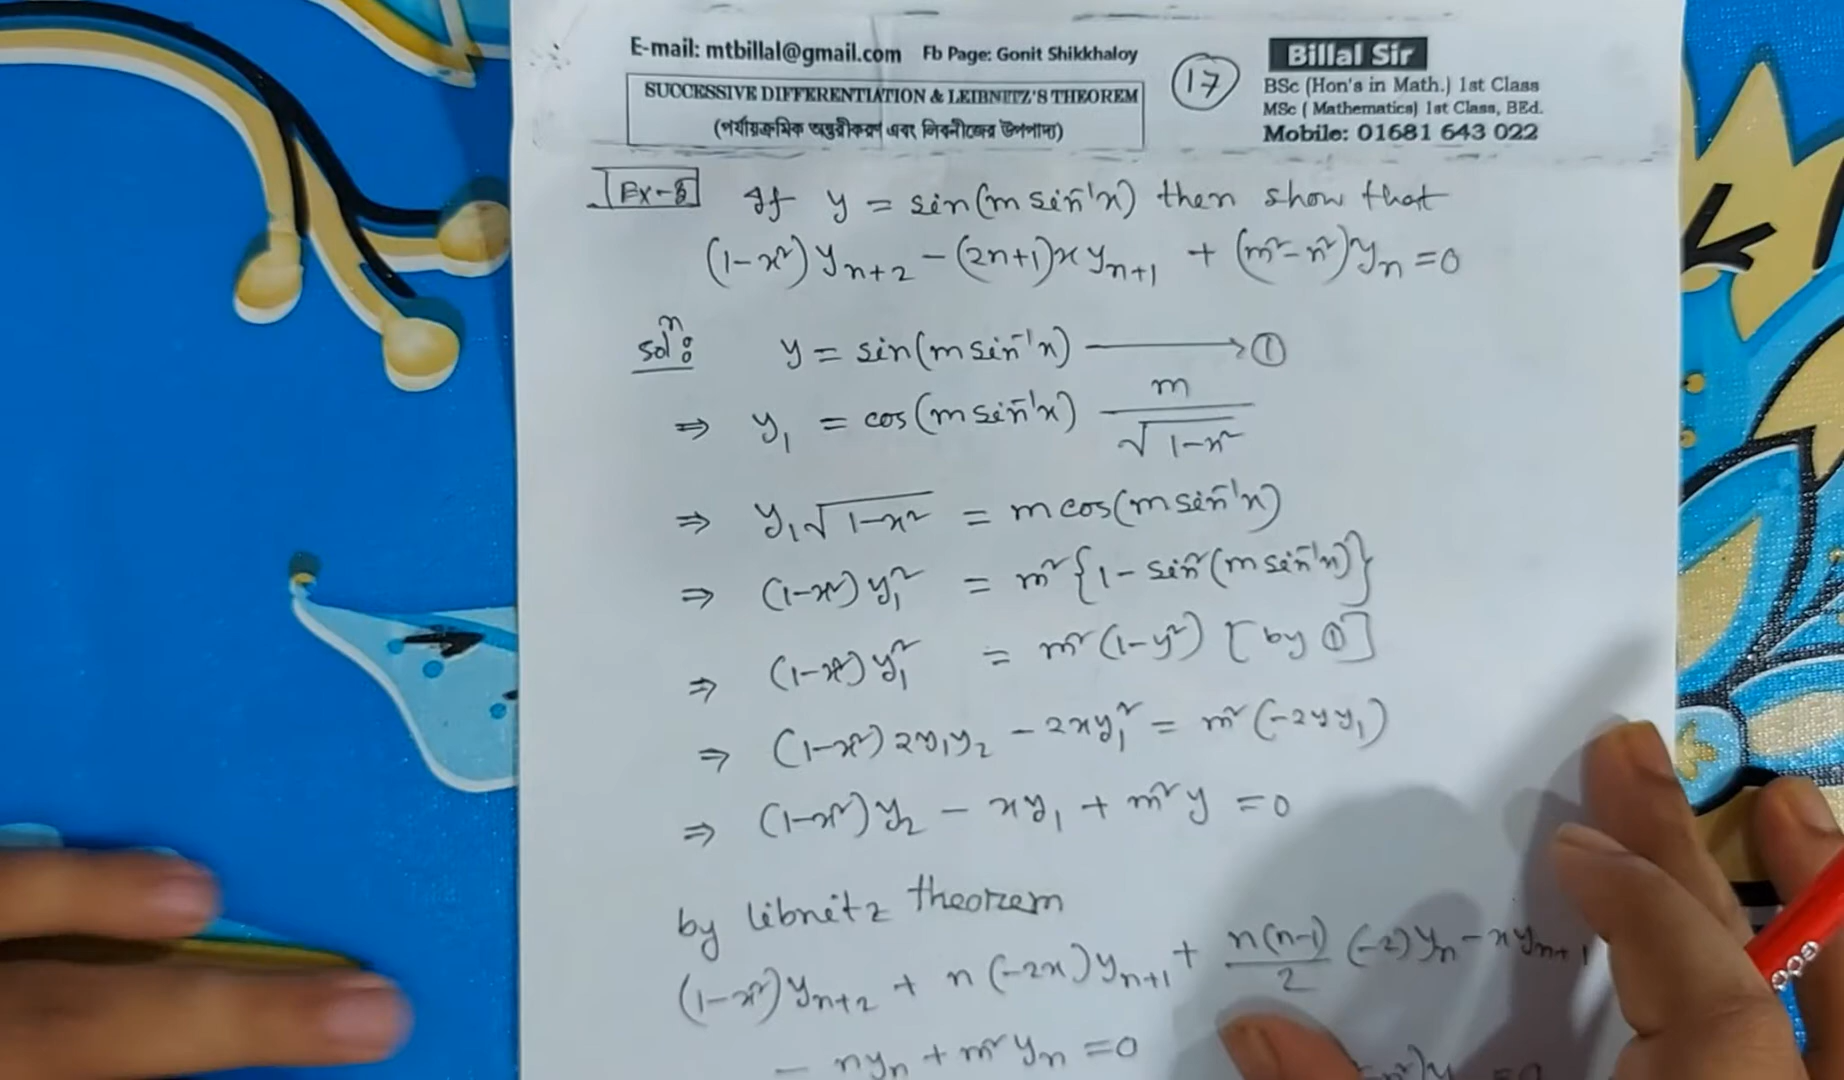 E-mail: mtbillal@gmail.com Fb Page: Gonit Shikkhaloy
SUCCESSIVE DIFFERENTIATION & LEIBNITZ'S THEOREM
(পর্যায়ক্রমিক অন্তরীকরণ এবং লিবনীজের উপপাদ্য)
17
Billal Sir
BSc (Hon's in Math.) 1st Class
MSc ( Mathematics) 1st Class, BEd.
Mobile: 01681 643 022
If y = sin(m sin⁻¹x) then show that
(1-x²)yₙ₊₂ - (2n+1)x yₙ₊₁ + (m²-n²)yₙ = 0
solⁿ: y = sin(m sin⁻¹x) ⟶ ①
⇒ y₁ = cos(m sin⁻¹x) m/√(1-x²)
⇒ y₁√(1-x²) = m cos(m sin⁻¹x)
⇒ (1-x²)y₁² = m²{1 - sin²(m sin⁻¹x)}
⇒ (1-x²)y₁² = m²(1-y²) [by ①]
⇒ (1-x²)2y₁y₂ - 2xy₁² = m²(-2yy₁)
⇒ (1-x²)y₂ - xy₁ + m²y = 0
by libnitz theorem
(1-x²)yₙ₊₂ + n(-2x)yₙ₊₁ + n(n-1)/2 (-2)yₙ - xyₙ₊₁
- nyₙ + m²yₙ = 0